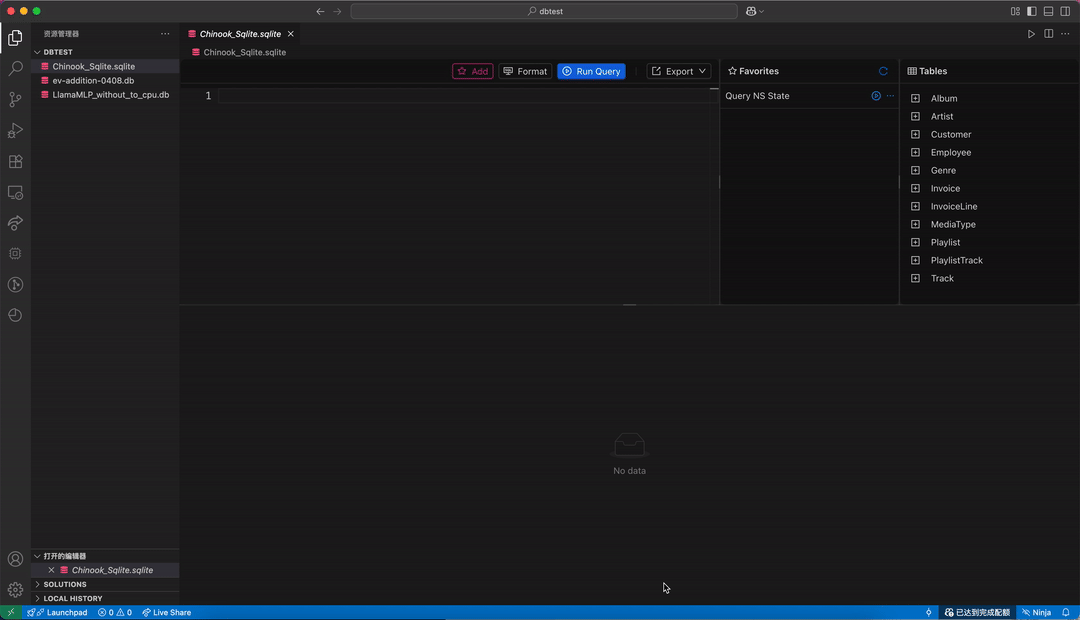 dbtest
资源管理器
Chinook_Sqlite.sqlite
DBTEST
Chinook_Sqlite.sqlite
Chinook_Sqlite.sqlite
ev-addition-0408.db
LlamaMLP_without_to_cpu.db
Add
Format
Run Query
Export
Favorites
Tables
1
Query NS State
Album
Artist
Customer
Employee
Genre
Invoice
InvoiceLine
MediaType
Playlist
PlaylistTrack
Track
No data
打开的编辑器
Chinook_Sqlite.sqlite
SOLUTIONS
LOCAL HISTORY
Launchpad 0 0 Live Share 已达到完成配额 Ninja